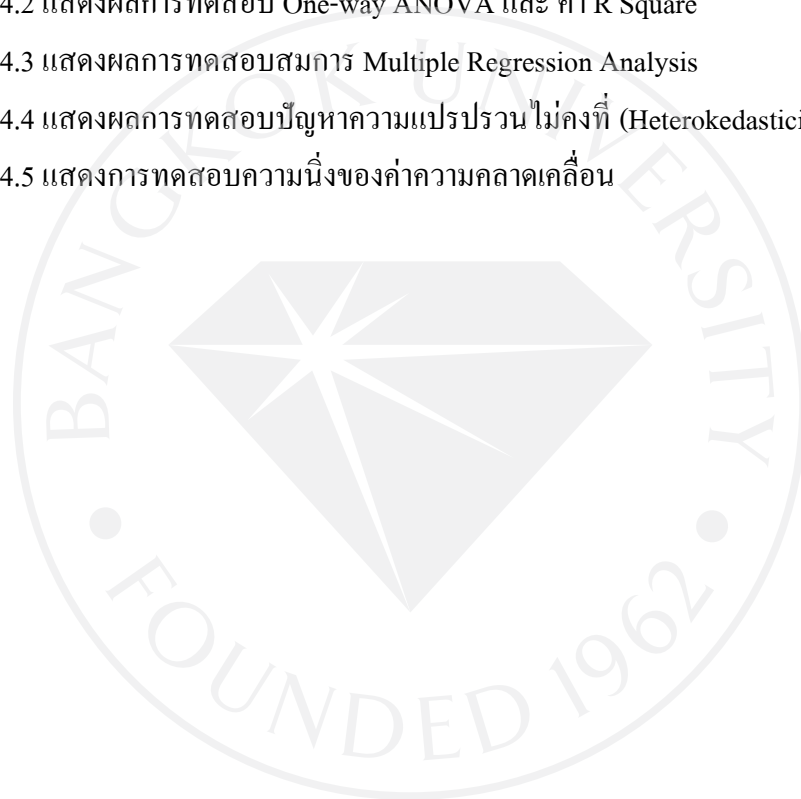 4.2 แสดงผลการทดสอบ One-way ANOVA และ ค่า R Square
4.3 แสดงผลการทดสอบสมการ Multiple Regression Analysis
4.4 แสดงผลการทดสอบปัญหาความแปรปรวนไม่คงที่ (Heterokedastici
4.5 แสดงการทดสอบความนิ่งของค่าความคลาดเคลื่อน
BANGKOK UNIVERSITY
FOUNDED 1962